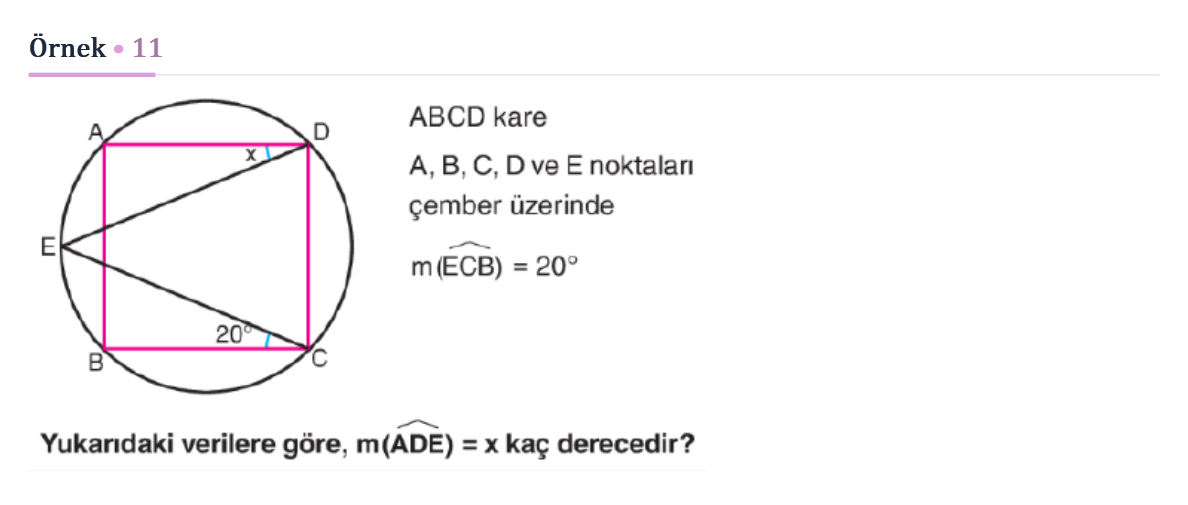 Örnek • 11
A
D
x
ABCD kare
A, B, C, D ve E noktaları
çember üzerinde
E
m(ECB) = 20°
20°
B
C
Yukarıdaki verilere göre, m(ADE) = x kaç derecedir?